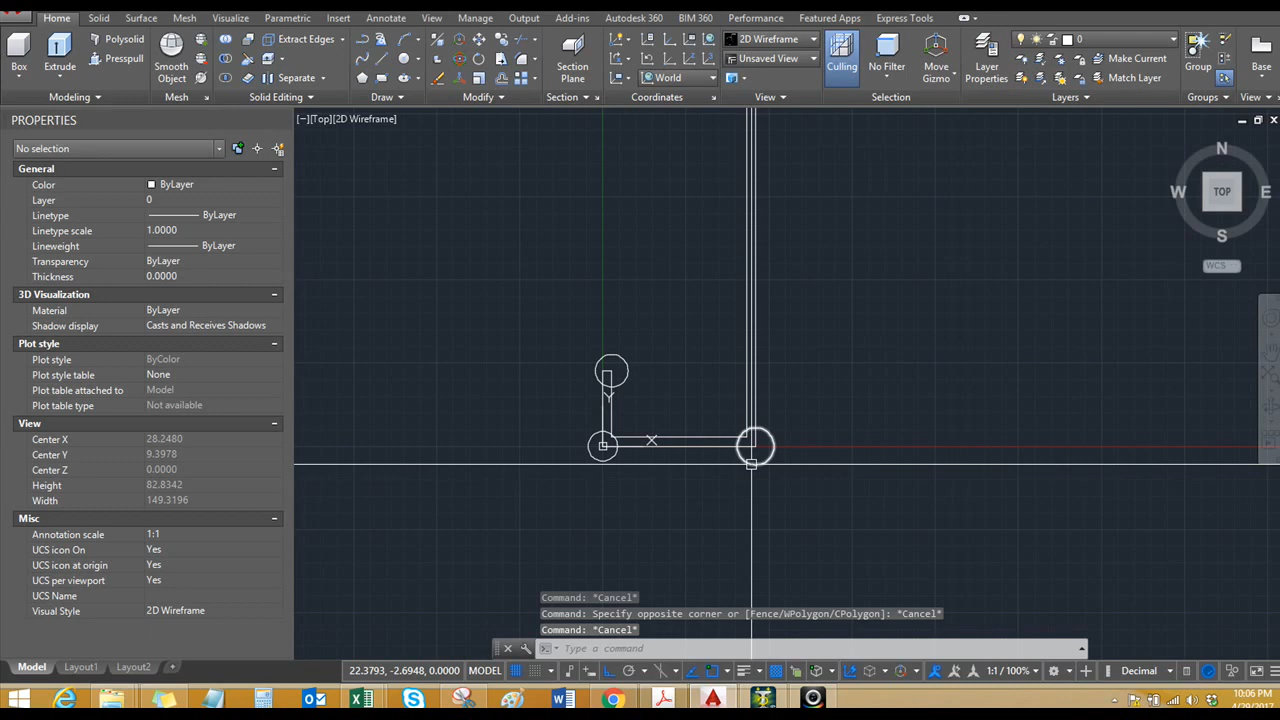 Home Solid Surface Mesh Visualize Parametric Insert Annotate View Manage Output Add-ins Autodesk 360 BIM 360 Performance Featured Apps Express Tools
Polysolid Extract Edges 2D Wireframe 0
Presspull Unsaved View Make Current
Box Extrude Smooth Object Separate Section Plane World Culling No Filter Move Gizmo Layer Properties Match Layer Group Base
Modeling Mesh Solid Editing Draw Modify Section Coordinates View Selection Layers Groups View
PROPERTIES
[−][Top][2D Wireframe]
No selection
General
Color ByLayer
Layer 0
Linetype ByLayer
Linetype scale 1.0000
Lineweight ByLayer
Transparency ByLayer
Thickness 0.0000
3D Visualization
Material ByLayer
Shadow display Casts and Receives Shadows
Plot style
Plot style ByColor
Plot style table None
Plot table attached to Model
Plot table type Not available
View
Center X 28.2480
Center Y 9.3978
Height 82.8342
Width 149.3196
Misc
Annotation scale 1:1
UCS icon On Yes
UCS icon at origin Yes
UCS per viewport Yes
UCS Name
Visual Style 2D Wireframe
N
W TOP E
S
WCS
Y
X
Command: *Cancel*
Command: Specify opposite corner or [Fence/WPolygon/CPolygon]: *Cancel*
Command: *Cancel*
Type a command
Model Layout1 Layout2 + 22.3793, -2.6948, 0.0000 MODEL 1:1 / 100% Decimal
10:06 PM
4/29/2017